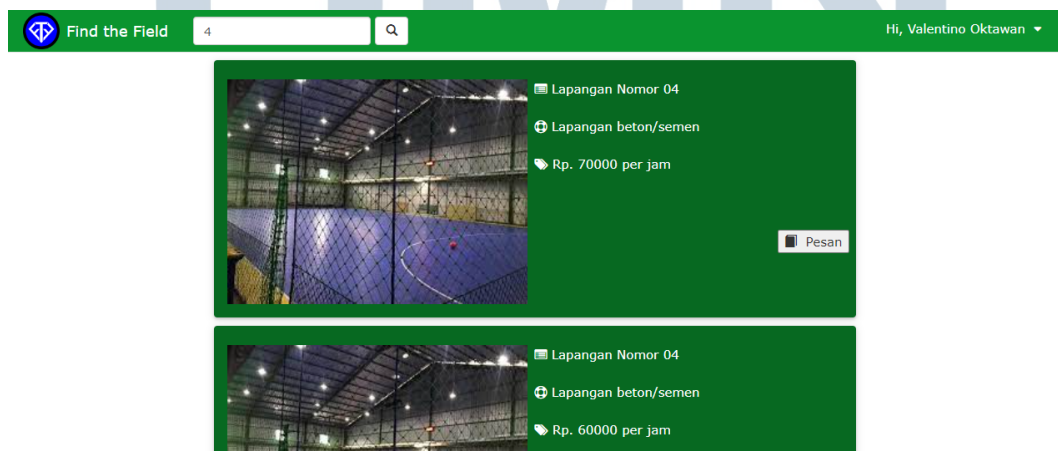 Find the Field
4
Hi, Valentino Oktawan
Lapangan Nomor 04
Lapangan beton/semen
Rp. 70000 per jam
Pesan
Lapangan Nomor 04
Lapangan beton/semen
Rp. 60000 per jam